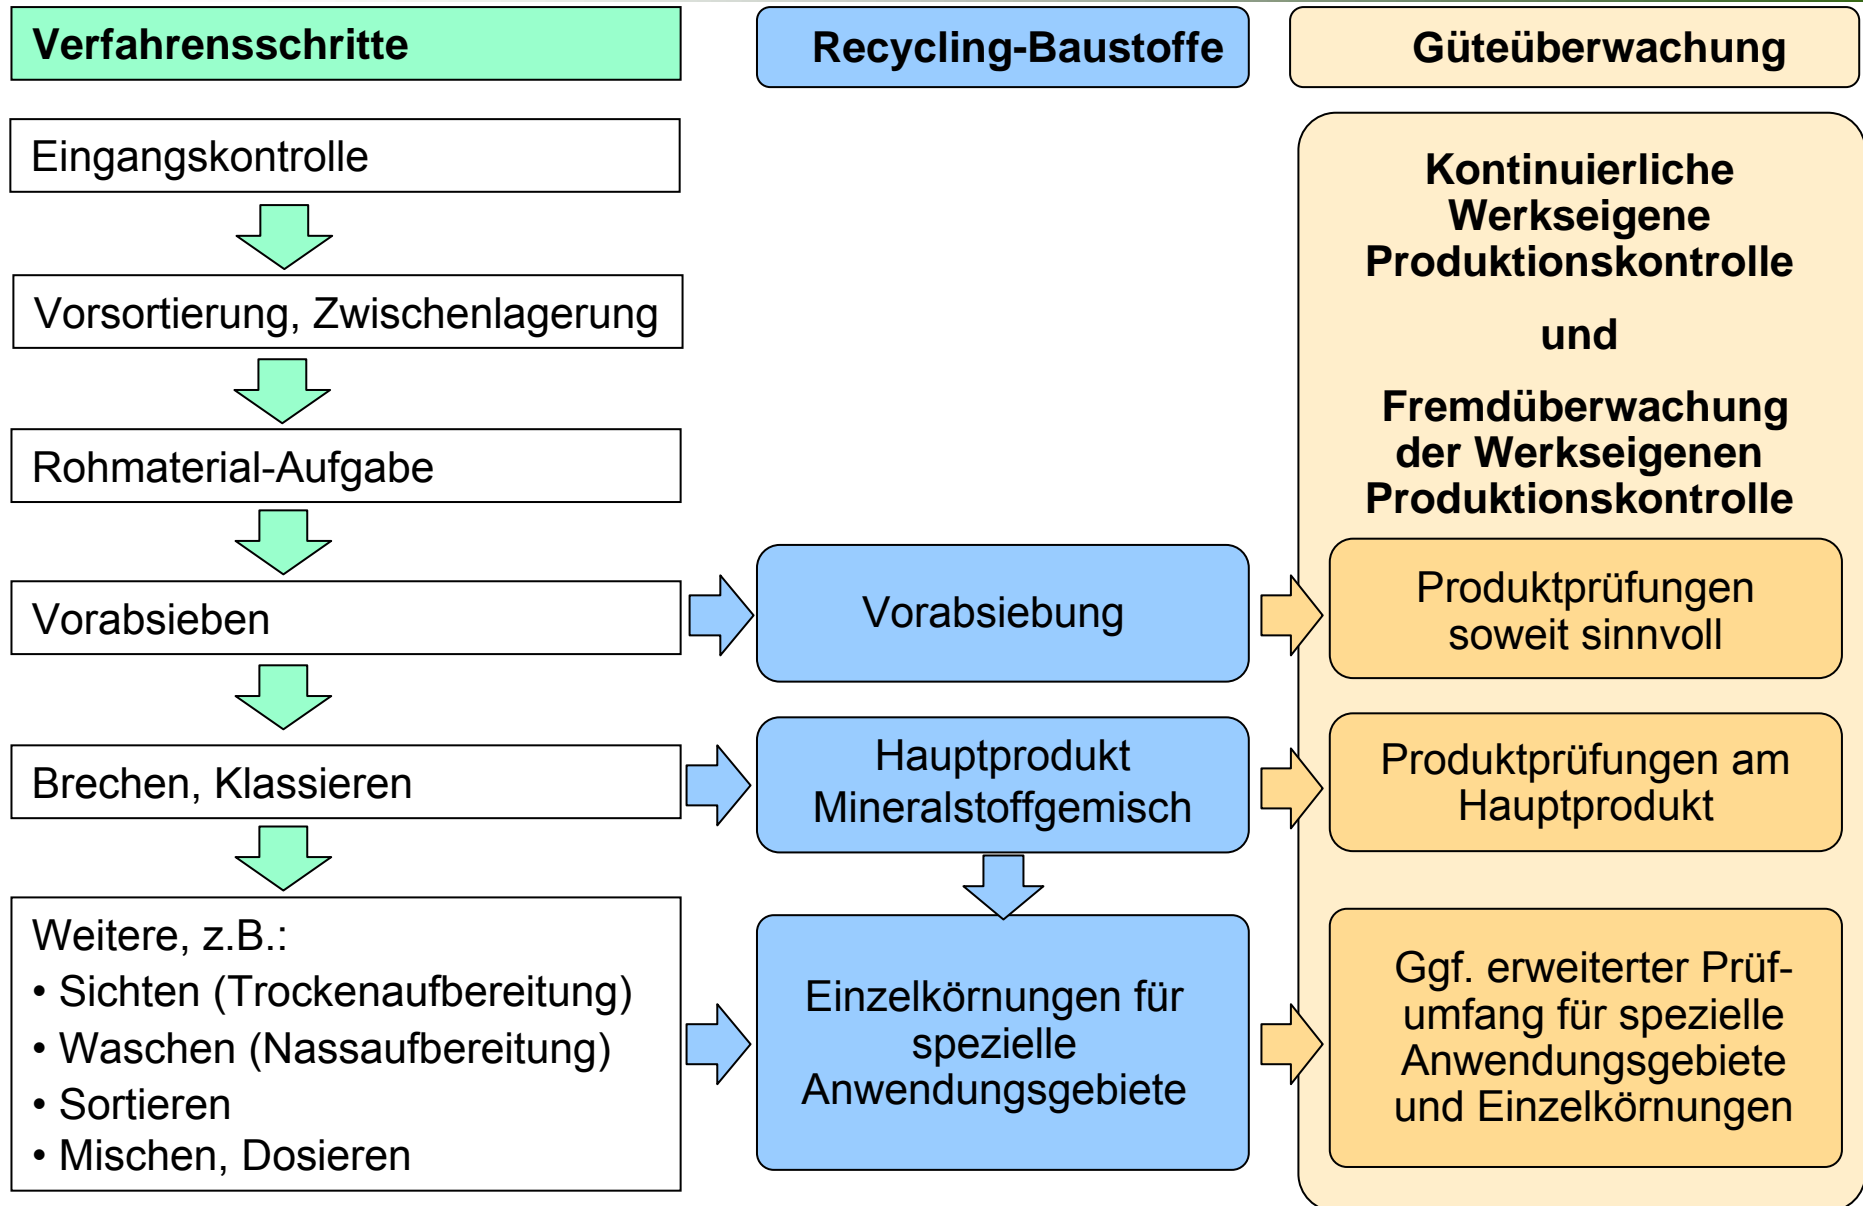 Verfahrensschritte
Recycling-Baustoffe
Güteüberwachung
Eingangskontrolle
Vorsortierung, Zwischenlagerung
Rohmaterial-Aufgabe
Vorabsieben
Brechen, Klassieren
Weitere, z.B.:
• Sichten (Trockenaufbereitung)
• Waschen (Nassaufbereitung)
• Sortieren
• Mischen, Dosieren
Vorabsiebung
Hauptprodukt
Mineralstoffgemisch
Einzelkörnungen für
spezielle
Anwendungsgebiete
Kontinuierliche
Werkseigene
Produktionskontrolle
und
Fremdüberwachung
der Werkseigenen
Produktionskontrolle
Produktprüfungen
soweit sinnvoll
Produktprüfungen am
Hauptprodukt
Ggf. erweiterter Prüf-
umfang für spezielle
Anwendungsgebiete
und Einzelkörnungen